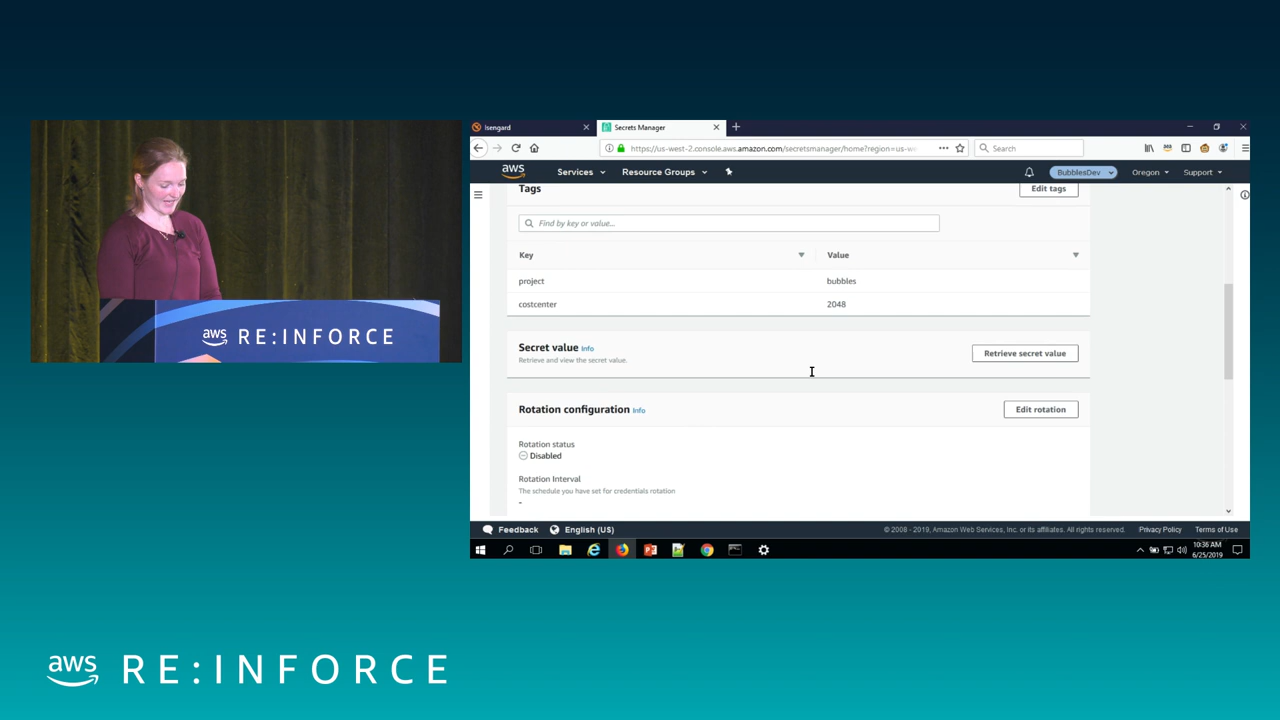 aws RE:INFORCE
Isengard
Secrets Manager
https://us-west-2.console.aws.amazon.com/secretsmanager/home?region=us-w
Search
aws
Services
Resource Groups
BubblesDev
Oregon
Support
Tags
Edit tags
Find by key or value...
Key
Value
project
bubbles
costcenter
2048
Secret value Info
Retrieve and view the secret value.
Retrieve secret value
Rotation configuration Info
Edit rotation
Rotation status
Disabled
Rotation Interval
The schedule you have set for credentials rotation
-
Feedback
English (US)
© 2008 - 2019, Amazon Web Services, Inc. or its affiliates. All rights reserved.
Privacy Policy
Terms of Use
10:36 AM
6/25/2019
aws RE:INFORCE